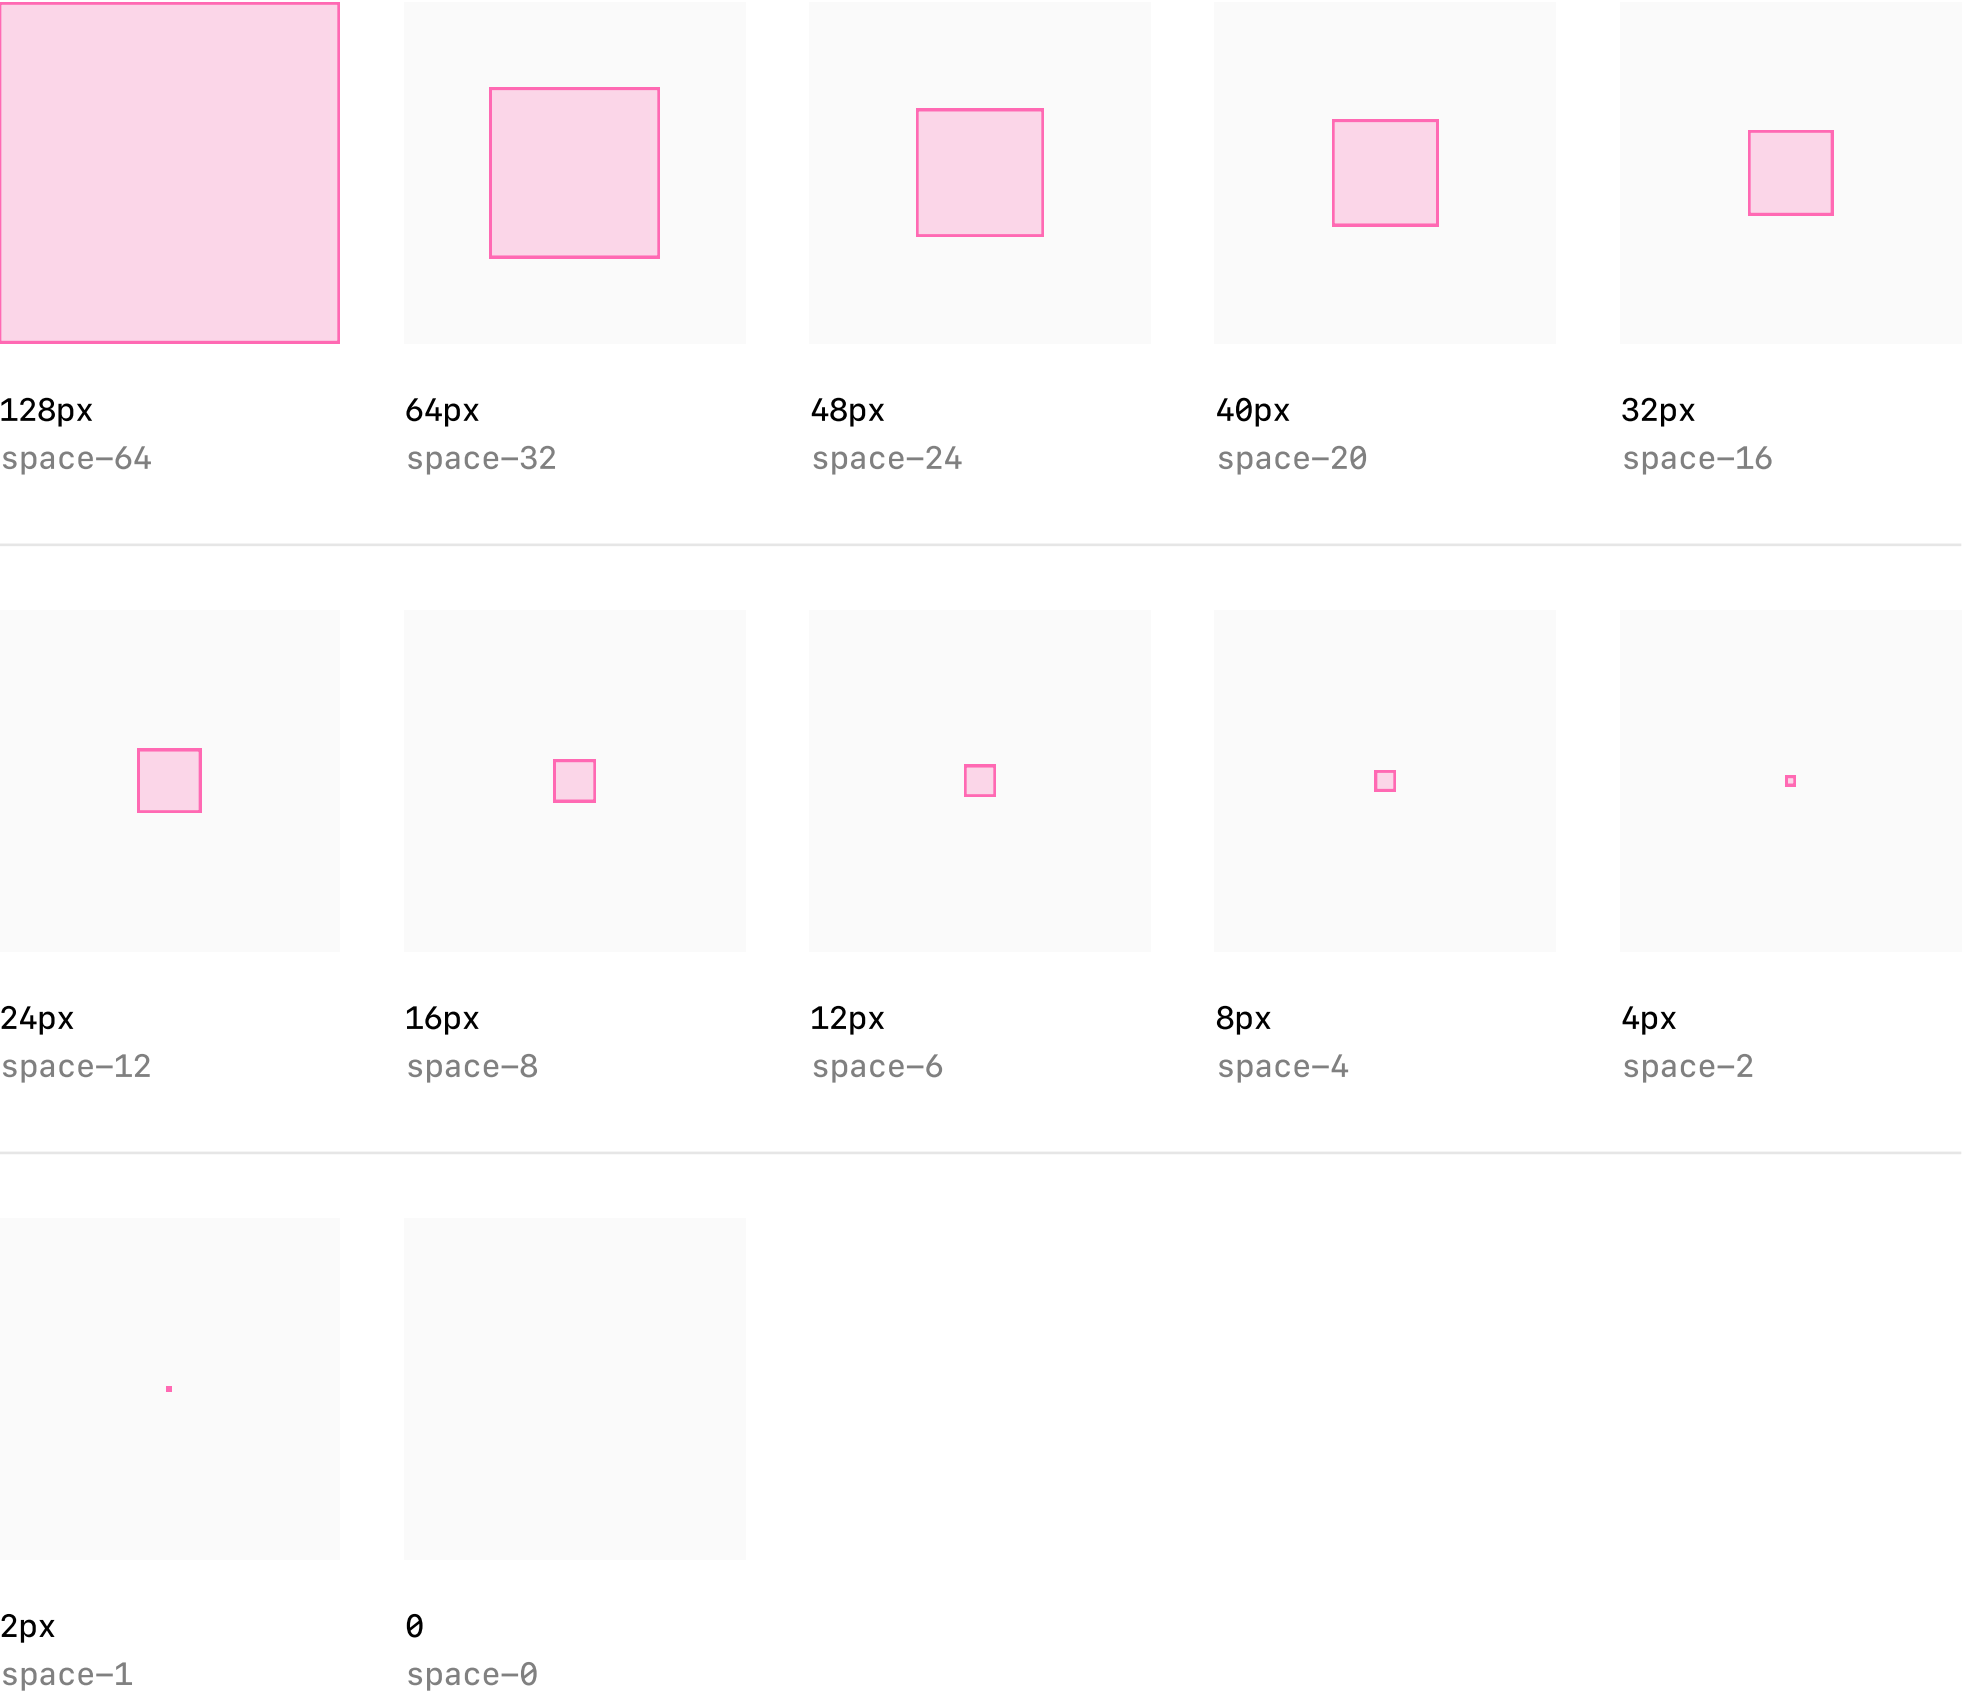 128px
space–64
64px
space–32
48px
space–24
40px
space–20
32px
space–16
24px
space–12
16px
space–8
12px
space–6
8px
space–4
4px
space–2
2px
space–1
0
space–0